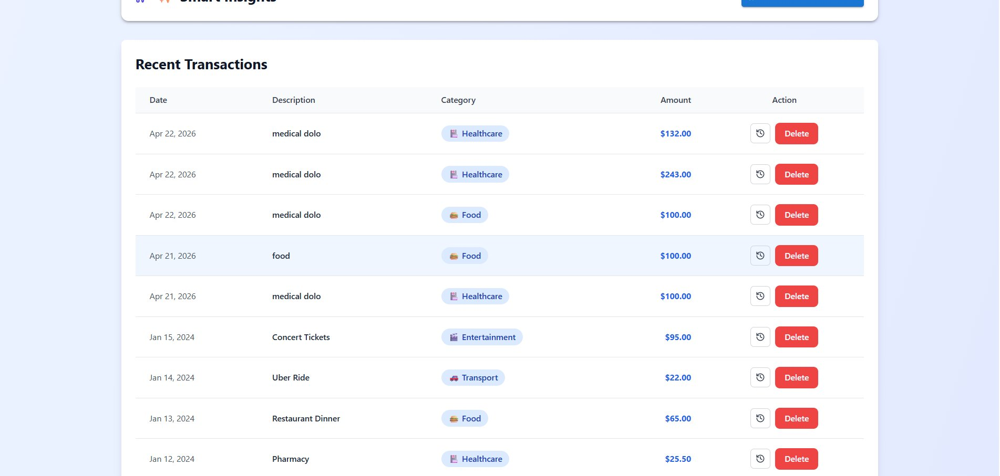 Smart Insights
Recent Transactions
Date Description Category Amount Action
Apr 22, 2026 medical dolo Healthcare $132.00 Delete
Apr 22, 2026 medical dolo Healthcare $243.00 Delete
Apr 22, 2026 medical dolo Food $100.00 Delete
Apr 21, 2026 food Food $100.00 Delete
Apr 21, 2026 medical dolo Healthcare $100.00 Delete
Jan 15, 2024 Concert Tickets Entertainment $95.00 Delete
Jan 14, 2024 Uber Ride Transport $22.00 Delete
Jan 13, 2024 Restaurant Dinner Food $65.00 Delete
Jan 12, 2024 Pharmacy Healthcare $25.50 Delete